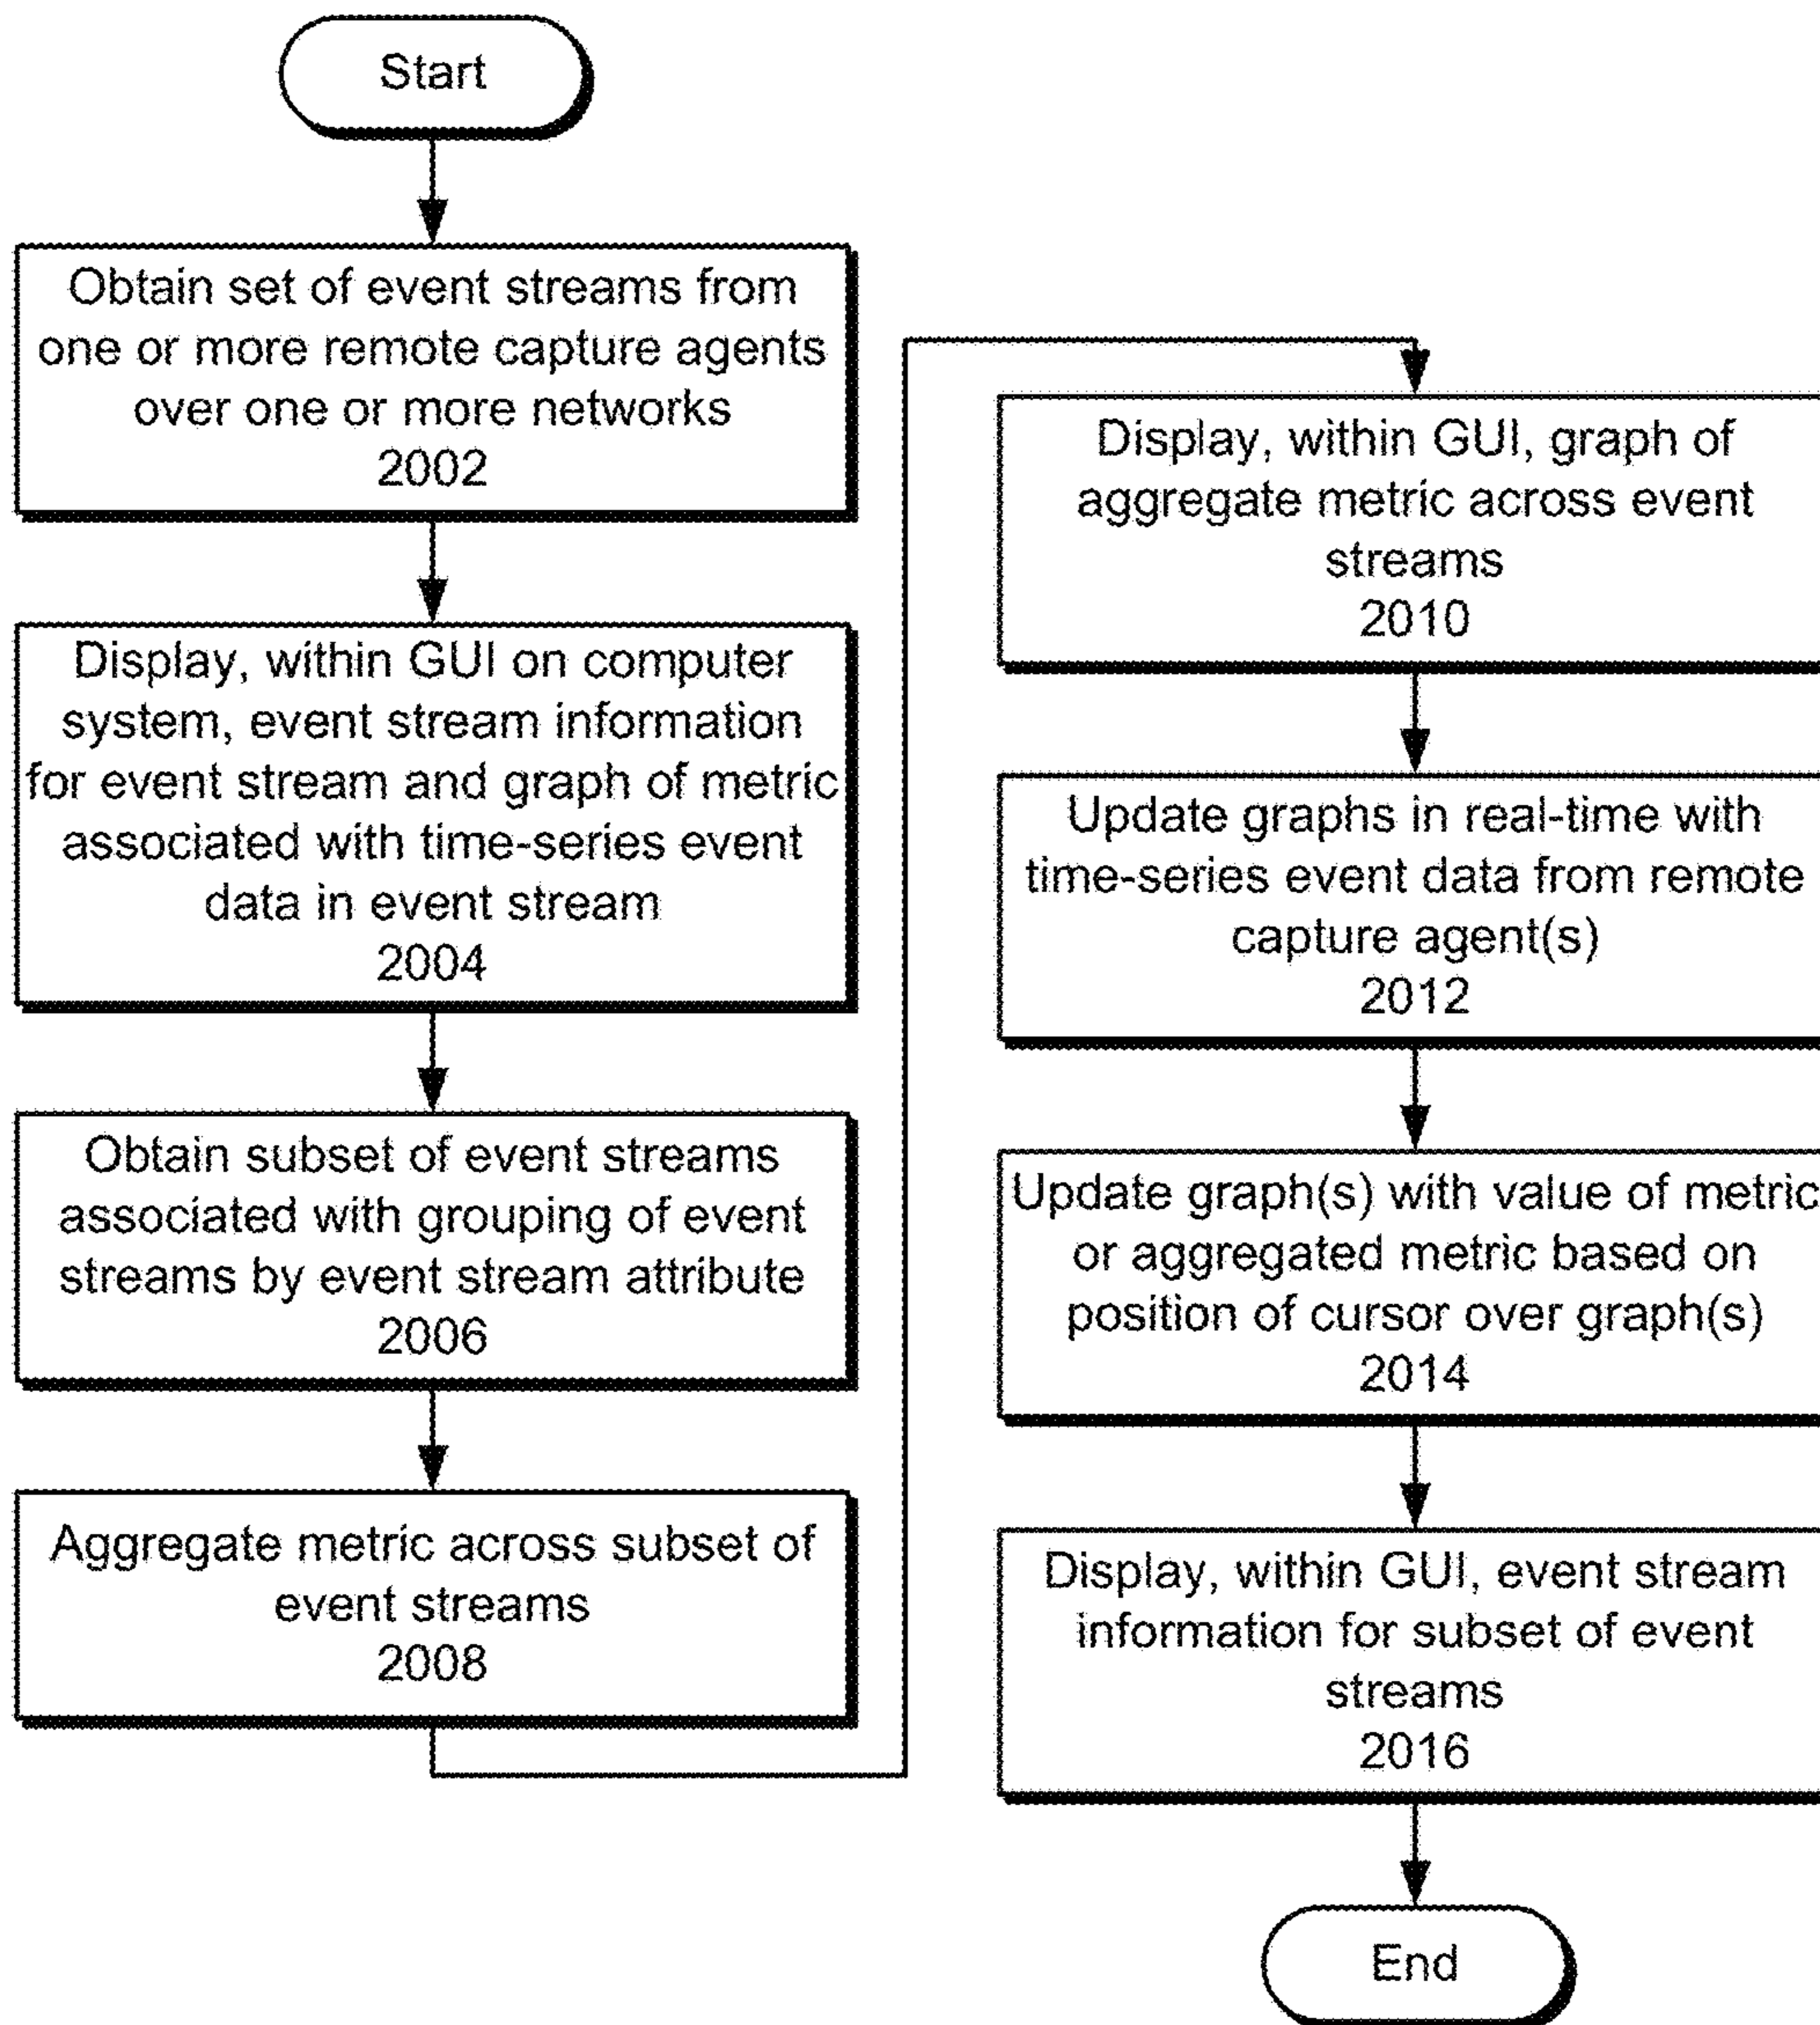 Start
Obtain set of event streams from
one or more remote capture agents
over one or more networks
2002
Display, within GUI on computer
system, event stream information
for event stream and graph of metric
associated with time-series event
data in event stream
2004
Obtain subset of event streams
associated with grouping of event
streams by event stream attribute
2006
Aggregate metric across subset of
event streams
2008
Display, within GUI, graph of
aggregate metric across event
streams
2010
Update graphs in real-time with
time-series event data from remote
capture agent(s)
2012
Update graph(s) with value of metric
or aggregated metric based on
position of cursor over graph(s)
2014
Display, within GUI, event stream
information for subset of event
streams
2016
End